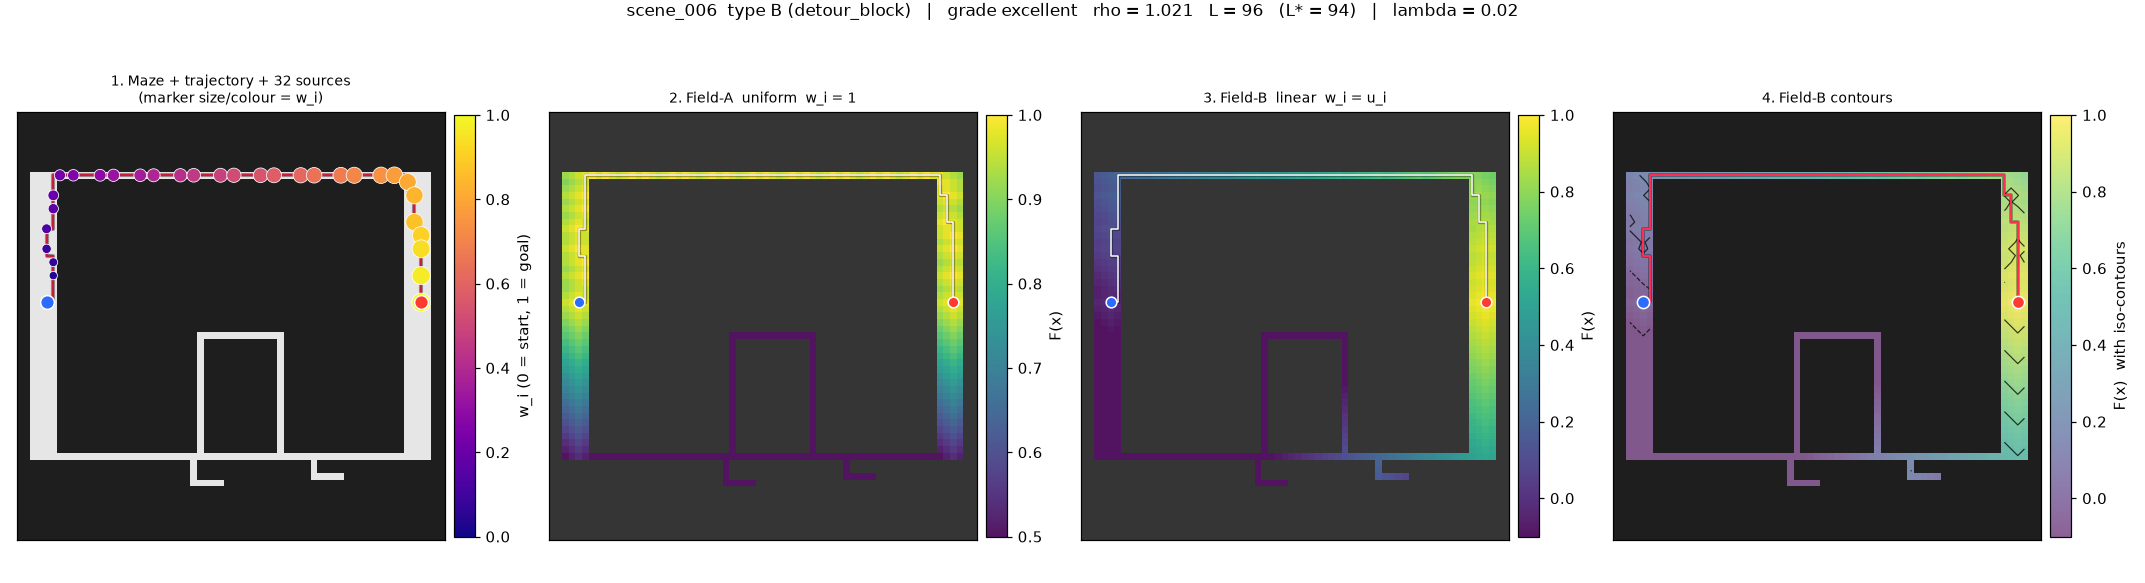 scene_006  type B (detour_block)   |   grade excellent   rho = 1.021   L = 96   (L* = 94)   |   lambda = 0.02
1. Maze + trajectory + 32 sources
(marker size/colour = w_i)
1.0
0.8
0.6
0.4
0.2
0.0
w_i (0 = start, 1 = goal)
2. Field-A  uniform  w_i = 1
1.0
0.9
0.8
0.7
0.6
0.5
F(x)
3. Field-B  linear  w_i = u_i
1.0
0.8
0.6
0.4
0.2
0.0
F(x)
4. Field-B contours
1.0
0.8
0.6
0.4
0.2
0.0
F(x)  with iso-contours